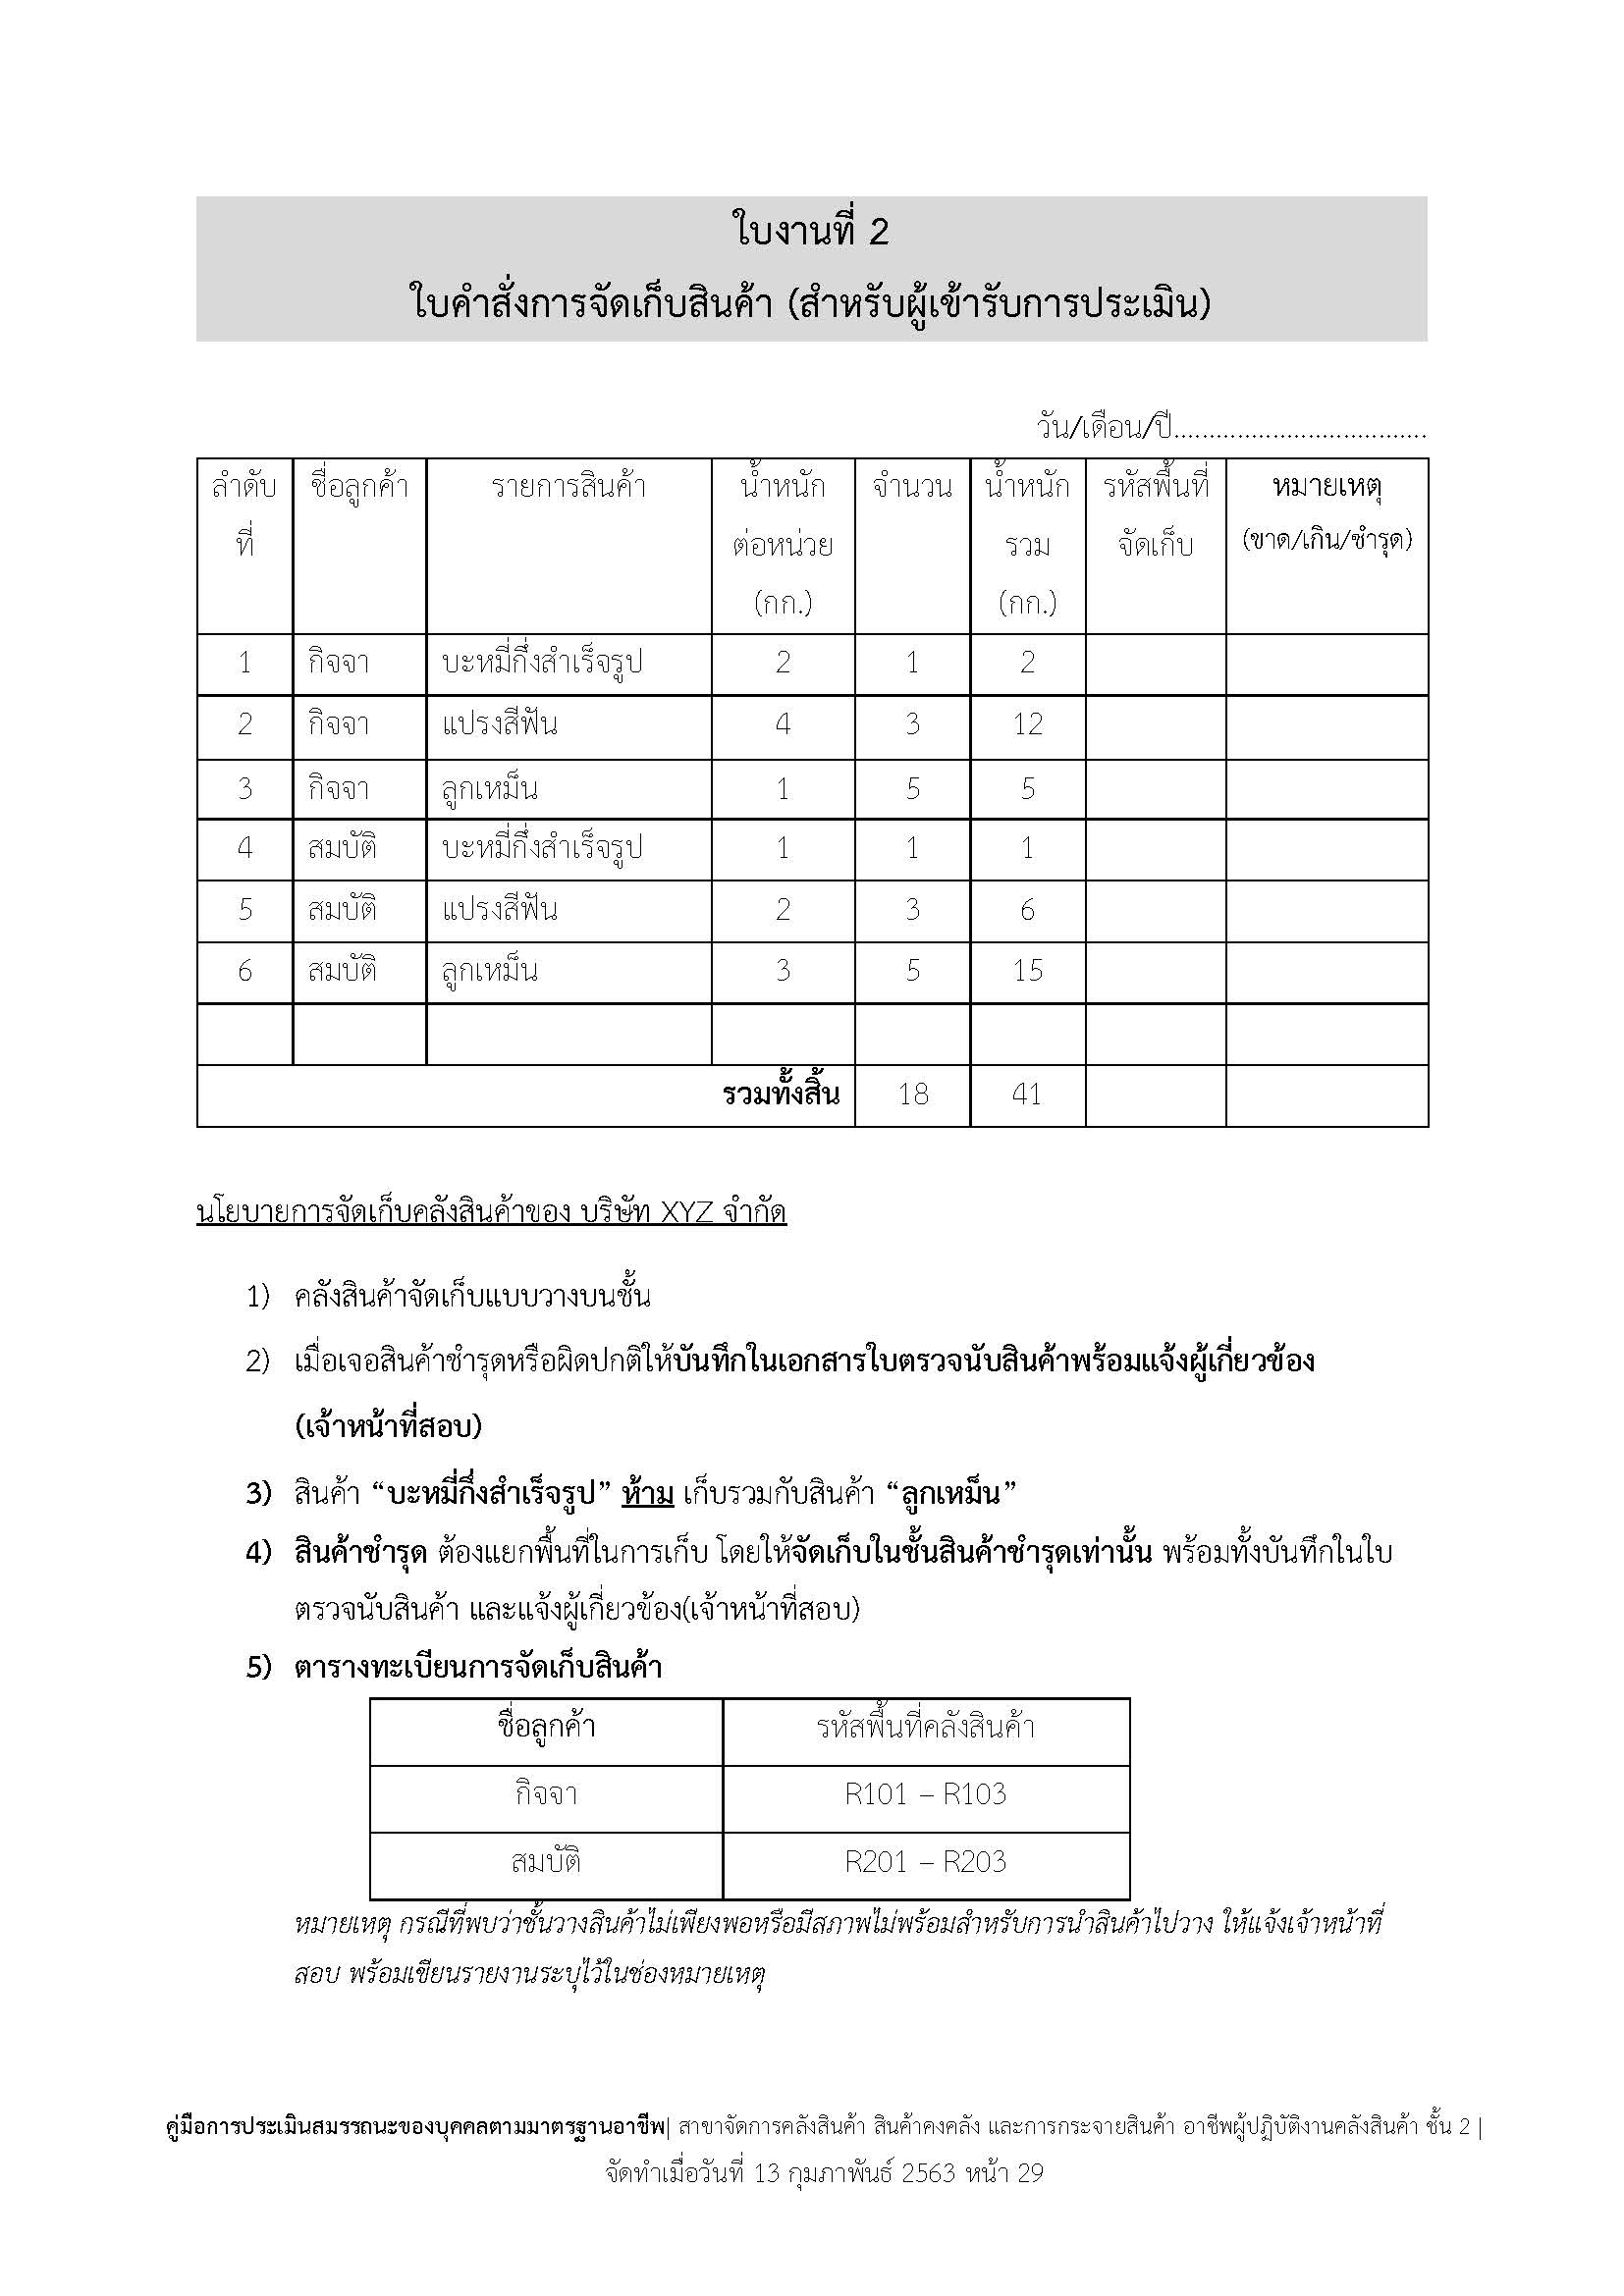 ใบงานที่ 2
ใบคำสั่งการจัดเก็บสินค้า (สำหรับผู้เข้ารับการประเมิน)
วัน/เดือน/ปี....................................
ลำดับที่ ชื่อลูกค้า รายการสินค้า น้ำหนักต่อหน่วย (กก.) จำนวน น้ำหนักรวม (กก.) รหัสพื้นที่จัดเก็บ หมายเหตุ (ขาด/เกิน/ชำรุด)
1 กิจจา บะหมี่กึ่งสำเร็จรูป 2 1 2
2 กิจจา แปรงสีฟัน 4 3 12
3 กิจจา ลูกเหม็น 1 5 5
4 สมบัติ บะหมี่กึ่งสำเร็จรูป 1 1 1
5 สมบัติ แปรงสีฟัน 2 3 6
6 สมบัติ ลูกเหม็น 3 5 15
รวมทั้งสิ้น 18 41
นโยบายการจัดเก็บคลังสินค้าของ บริษัท XYZ จำกัด
1) คลังสินค้าจัดเก็บแบบวางบนชั้น
2) เมื่อเจอสินค้าชำรุดหรือผิดปกติให้บันทึกในเอกสารใบตรวจนับสินค้าพร้อมแจ้งผู้เกี่ยวข้อง
(เจ้าหน้าที่สอบ)
3) สินค้า “บะหมี่กึ่งสำเร็จรูป” ห้าม เก็บรวมกับสินค้า “ลูกเหม็น”
4) สินค้าชำรุด ต้องแยกพื้นที่ในการเก็บ โดยให้จัดเก็บในชั้นสินค้าชำรุดเท่านั้น พร้อมทั้งบันทึกในใบ
ตรวจนับสินค้า และแจ้งผู้เกี่ยวข้อง(เจ้าหน้าที่สอบ)
5) ตารางทะเบียนการจัดเก็บสินค้า
ชื่อลูกค้า รหัสพื้นที่คลังสินค้า
กิจจา R101 – R103
สมบัติ R201 – R203
หมายเหตุ กรณีที่พบว่าชั้นวางสินค้าไม่เพียงพอหรือมีสภาพไม่พร้อมสำหรับการนำสินค้าไปวาง ให้แจ้งเจ้าหน้าที่
สอบ พร้อมเขียนรายงานระบุไว้ในช่องหมายเหตุ
คู่มือการประเมินสมรรถนะของบุคคลตามมาตรฐานอาชีพ| สาขาจัดการคลังสินค้า สินค้าคงคลัง และการกระจายสินค้า อาชีพผู้ปฏิบัติงานคลังสินค้า ชั้น 2 |
จัดทำเมื่อวันที่ 13 กุมภาพันธ์ 2563 หน้า 29